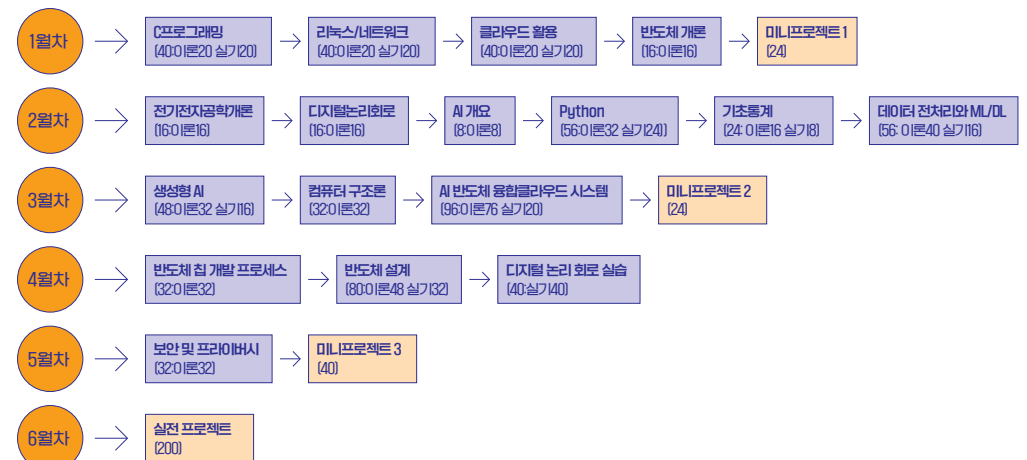 1월차
C프로그래밍
(40:이론20 실기20)
리눅스/네트워크
(40:이론20 실기20)
클라우드 활용
(40:이론20 실기20)
반도체 개론
(16:이론16)
미니프로젝트 1
(24)
2월차
전기전자공학개론
(16:이론16)
디지털논리회로
(16:이론16)
AI 개요
(8:이론8)
Python
(56:이론32 실기24))
기초통계
(24: 이론16 실기8)
데이터 전처리와 ML/DL
(56: 이론40 실기16)
3월차
생성형 AI
(48:이론32 실기16)
컴퓨터 구조론
(32:이론32)
AI 반도체 융합클라우드 시스템
(96:이론76 실기20)
미니프로젝트 2
(24)
4월차
반도체 칩 개발 프로세스
(32:이론32)
반도체 설계
(80:이론48 실기32)
디지털 논리 회로 실습
(40:실기40)
5월차
보안 및 프라이버시
(32:이론32)
미니프로젝트 3
(40)
6월차
실전 프로젝트
(200)